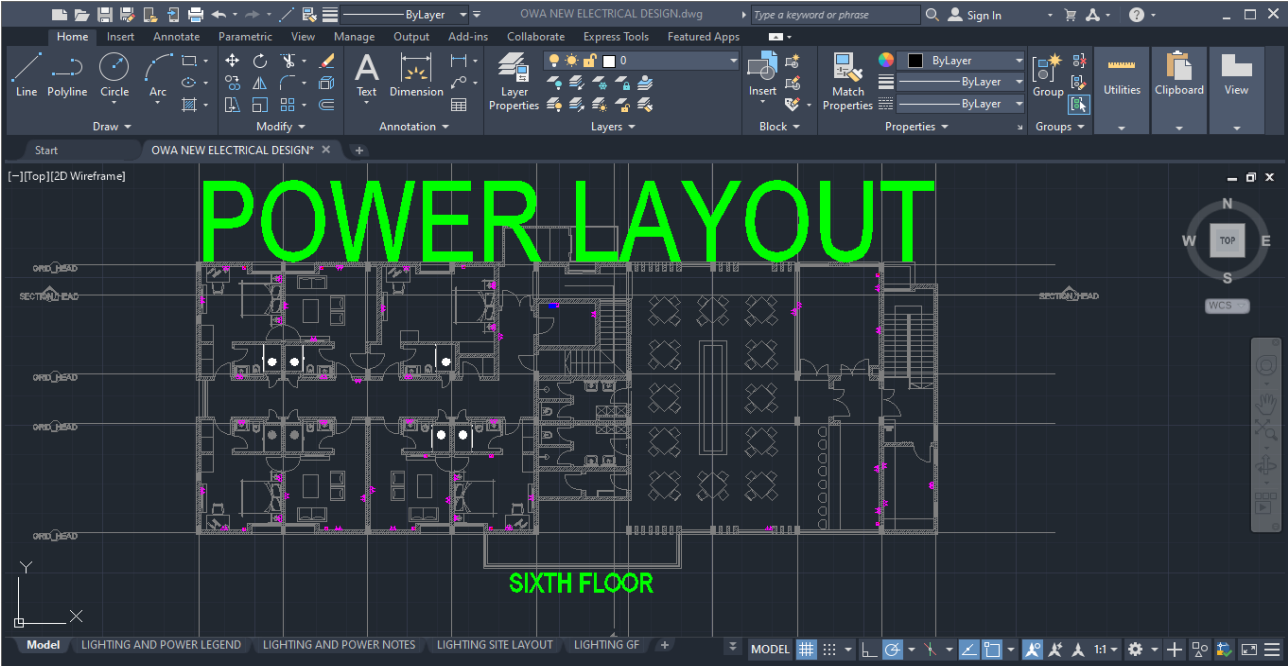 ByLayer
OWA NEW ELECTRICAL DESIGN.dwg
Type a keyword or phrase
Sign In
Home Insert Annotate Parametric View Manage Output Add-ins Collaborate Express Tools Featured Apps
0
ByLayer
ByLayer
ByLayer
Line Polyline Circle Arc
Text Dimension
Layer Properties
Insert
Match Properties
Group
Utilities Clipboard View
Draw Modify Annotation Layers Block Properties Groups
Start OWA NEW ELECTRICAL DESIGN*
[−][Top][2D Wireframe]
POWER LAYOUT
N
W TOP E
S
WCS
GRID_HEAD
SECTION_HEAD SECTION_HEAD
GRID_HEAD
GRID_HEAD
GRID_HEAD
SIXTH FLOOR
Y
X
Model LIGHTING AND POWER LEGEND LIGHTING AND POWER NOTES LIGHTING SITE LAYOUT LIGHTING GF MODEL 1:1